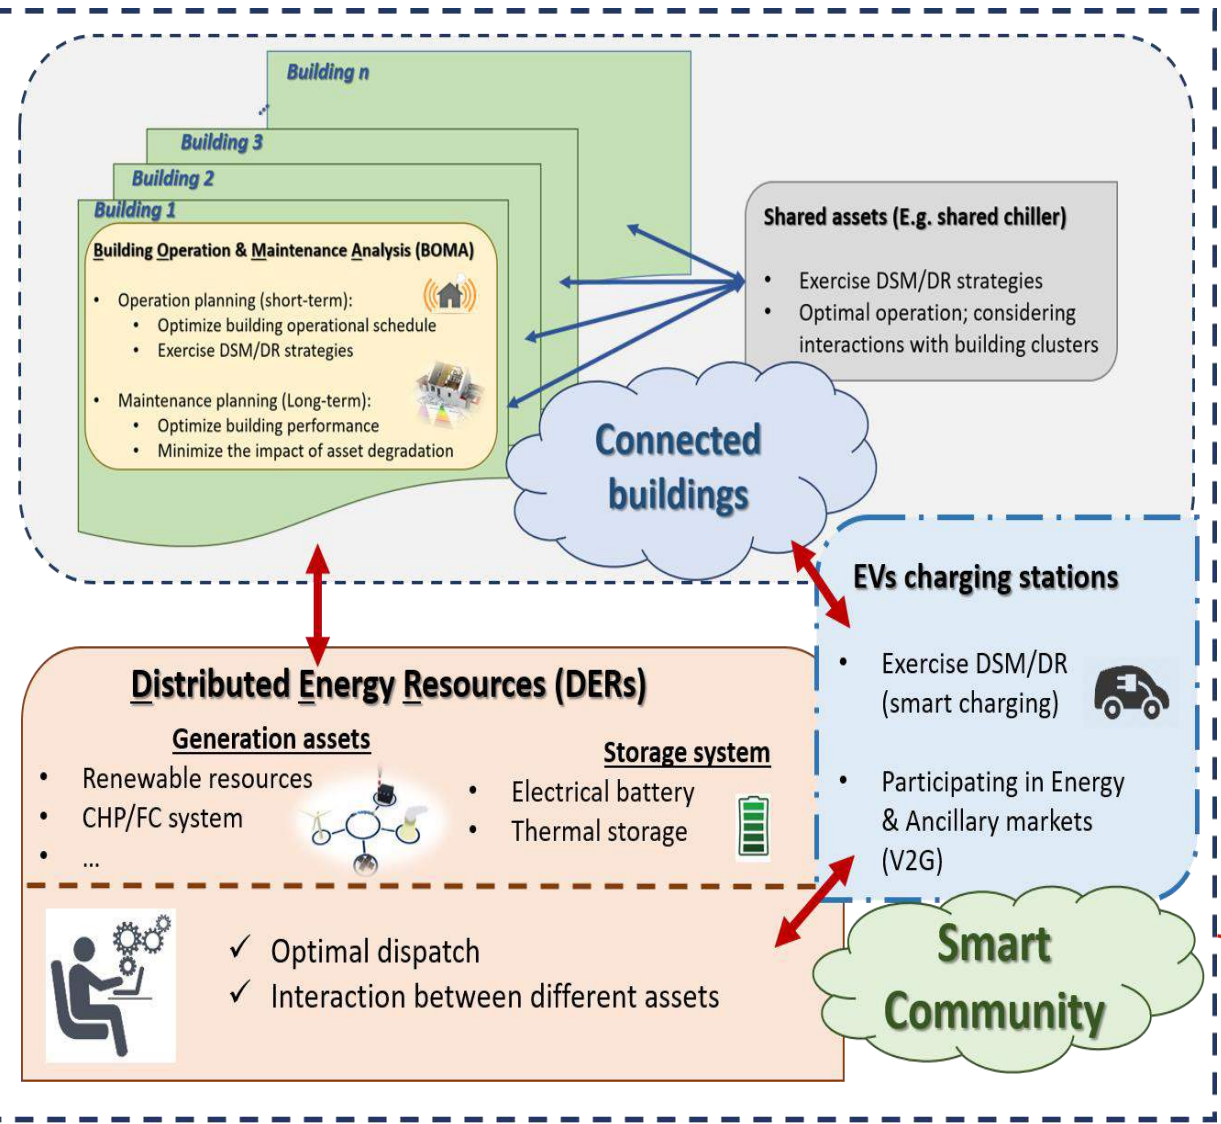 Building n
Building 3
Building 2
Building 1
Building Operation & Maintenance Analysis (BOMA)
• Operation planning (short-term):
• Optimize building operational schedule
• Exercise DSM/DR strategies
• Maintenance planning (Long-term):
• Optimize building performance
• Minimize the impact of asset degradation
Shared assets (E.g. shared chiller)
• Exercise DSM/DR strategies
• Optimal operation; considering
interactions with building clusters
Connected
buildings
EVs charging stations
• Exercise DSM/DR
(smart charging)
• Participating in Energy
& Ancillary markets
(V2G)
Distributed Energy Resources (DERs)
Generation assets
• Renewable resources
• CHP/FC system
• ...
Storage system
• Electrical battery
• Thermal storage
✓ Optimal dispatch
✓ Interaction between different assets
Smart
Community